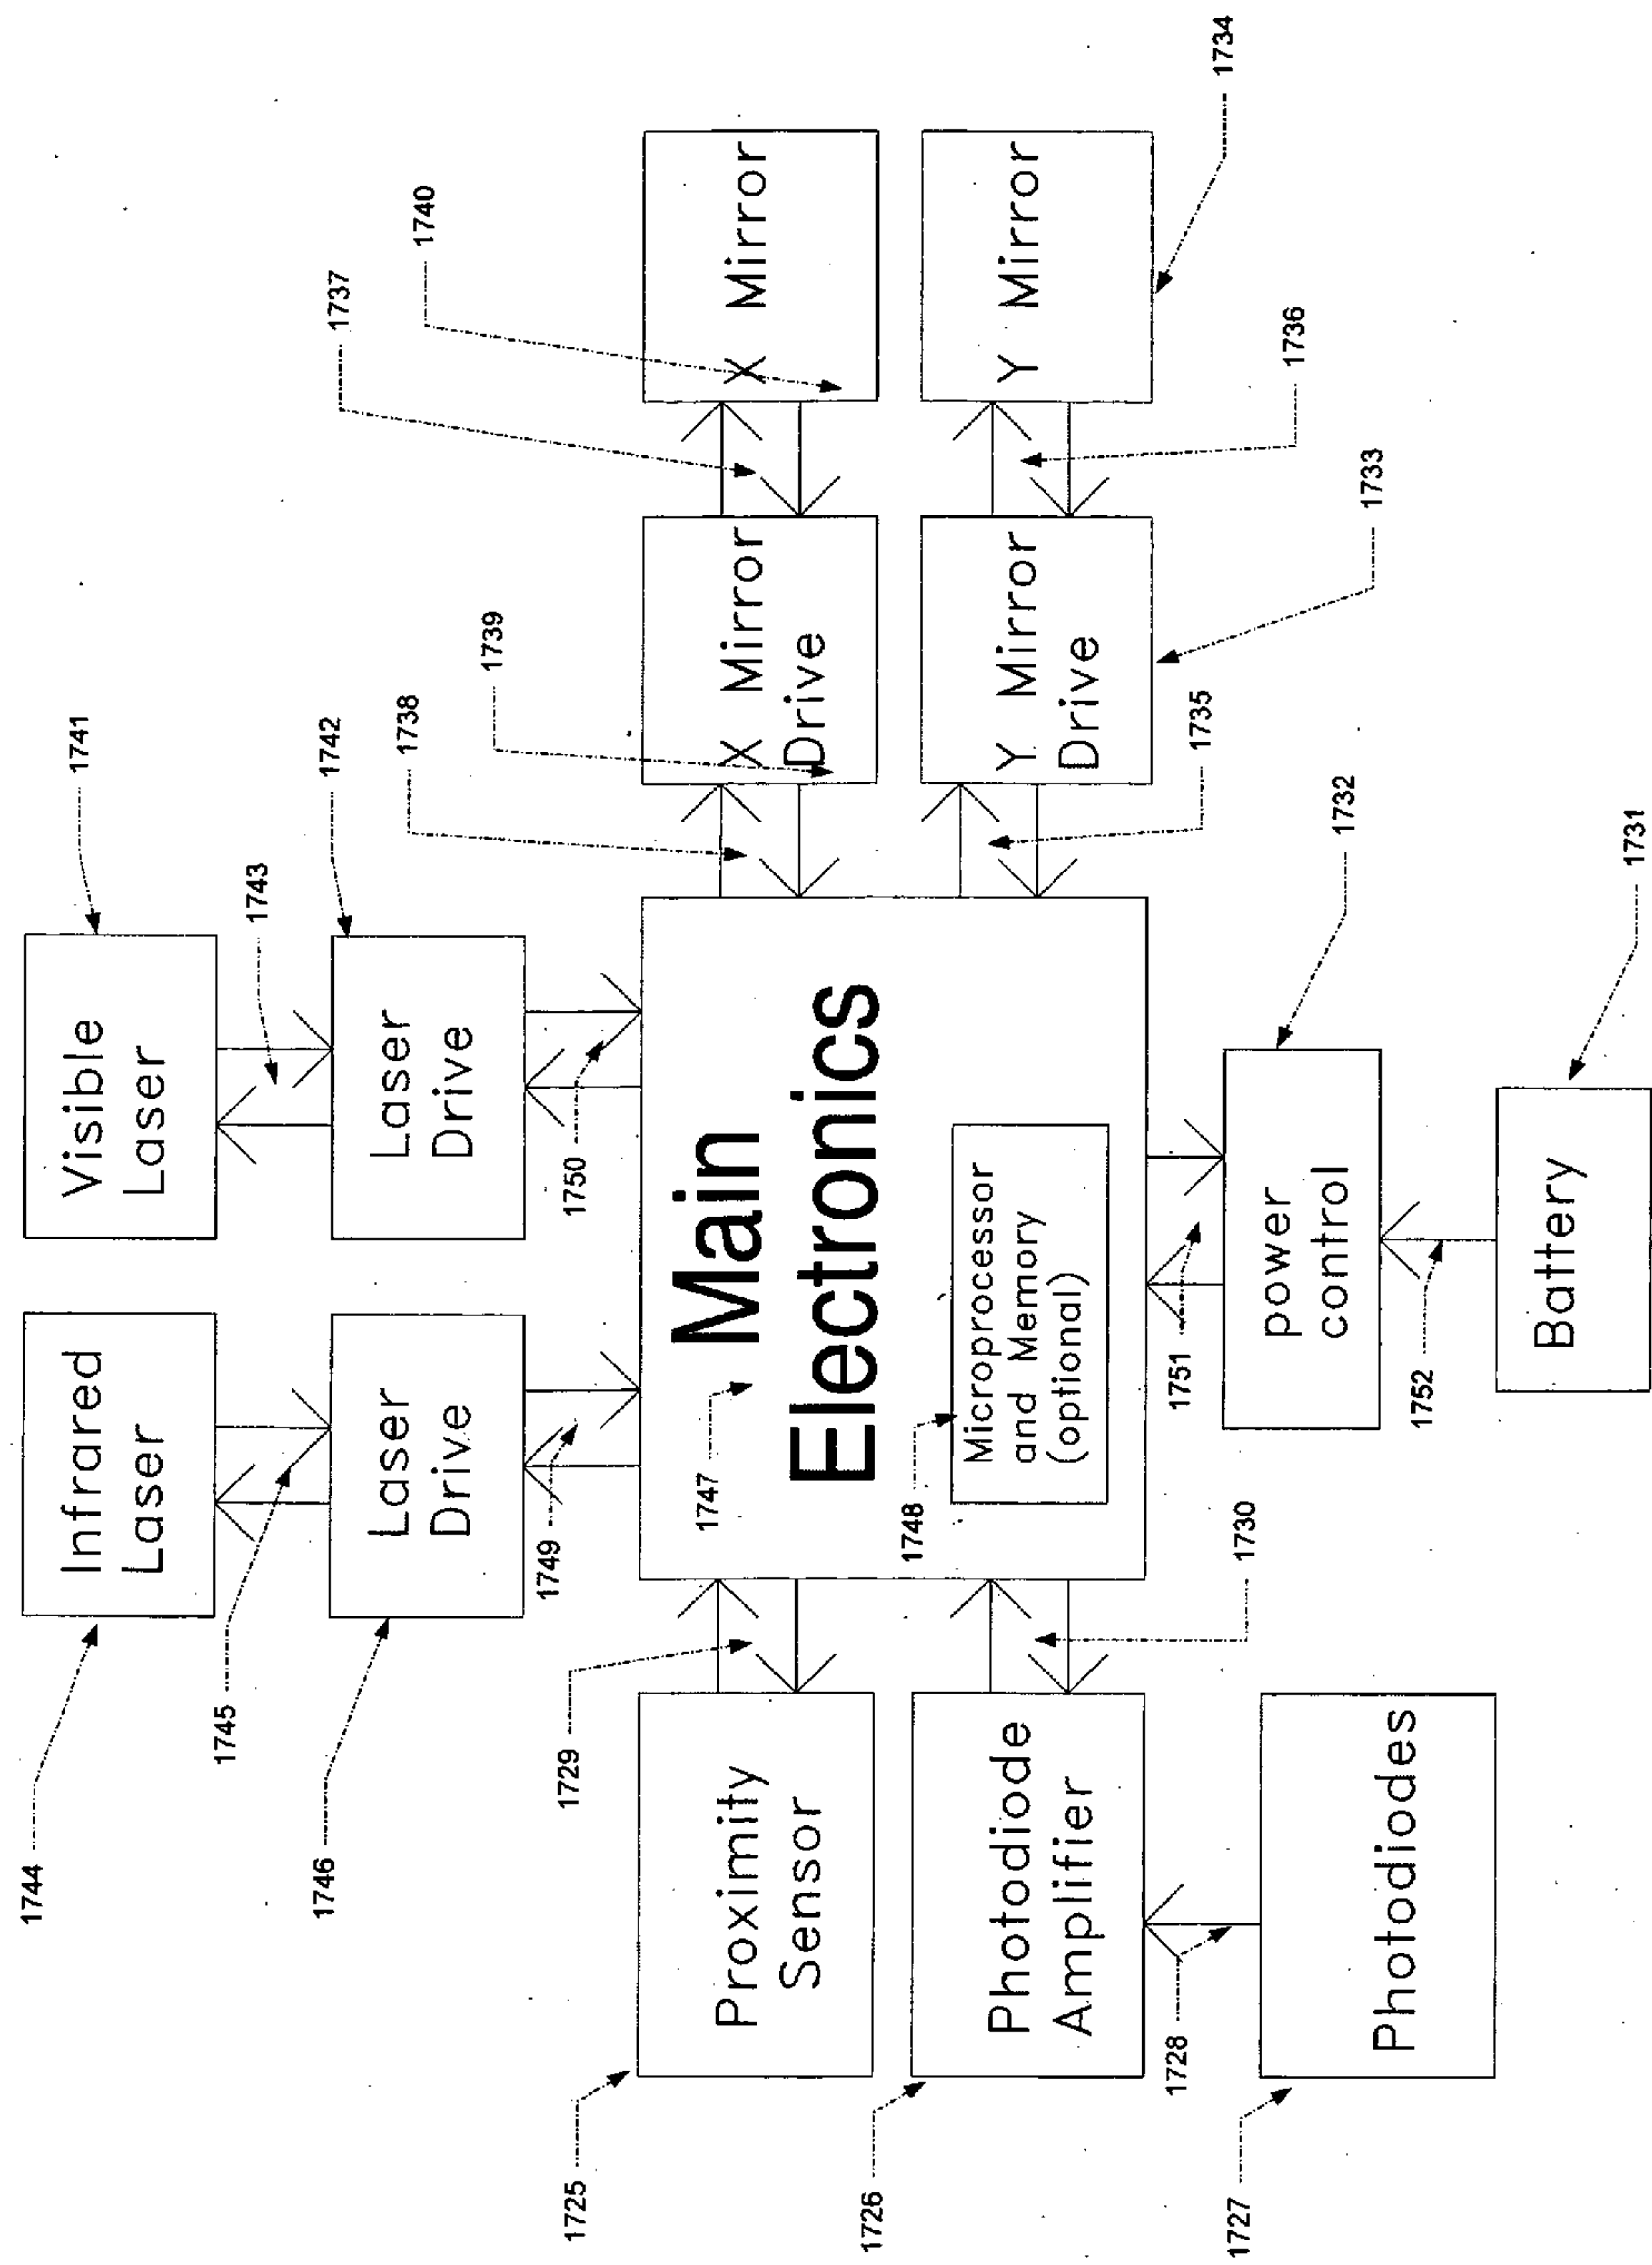 1744
Infrared
Laser
1745
1746
Laser
Drive
1749
Visible
Laser
1741
1743
Laser
Drive
1742
1750
1725
Proximity
Sensor
1729
1747
Main
Electronics
1748
Microprocessor
and Memory
(optional)
1738
1739
X Mirror
Drive
1737
1740
X Mirror
1726
Photodiode
Amplifier
1730
1735
Y Mirror
Drive
1733
1736
Y Mirror
1734
1728
1727
Photodiodes
1751
power
control
1732
1752
Battery
1731